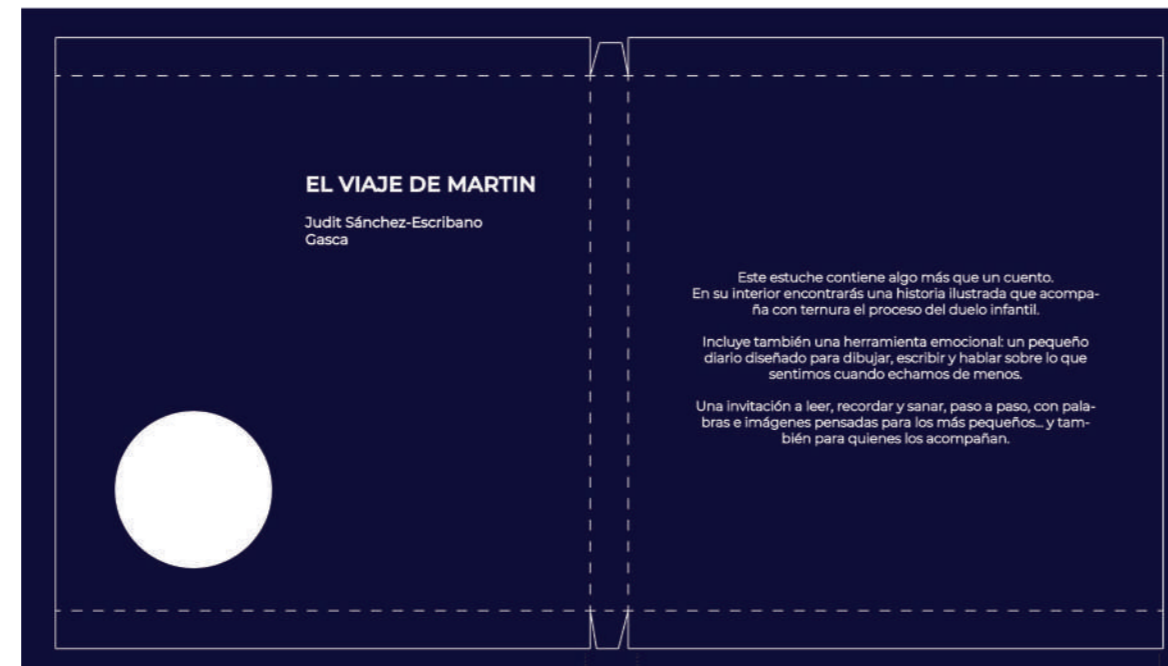 EL VIAJE DE MARTIN
Judit Sánchez-Escribano
Gasca
Este estuche contiene algo más que un cuento.
En su interior encontrarás una historia ilustrada que acompa-
ña con ternura el proceso del duelo infantil.
Incluye también una herramienta emocional: un pequeño
diario diseñado para dibujar, escribir y hablar sobre lo que
sentimos cuando echamos de menos.
Una invitación a leer, recordar y sanar, paso a paso, con pala-
bras e imágenes pensadas para los más pequeños... y tam-
bién para quienes los acompañan.